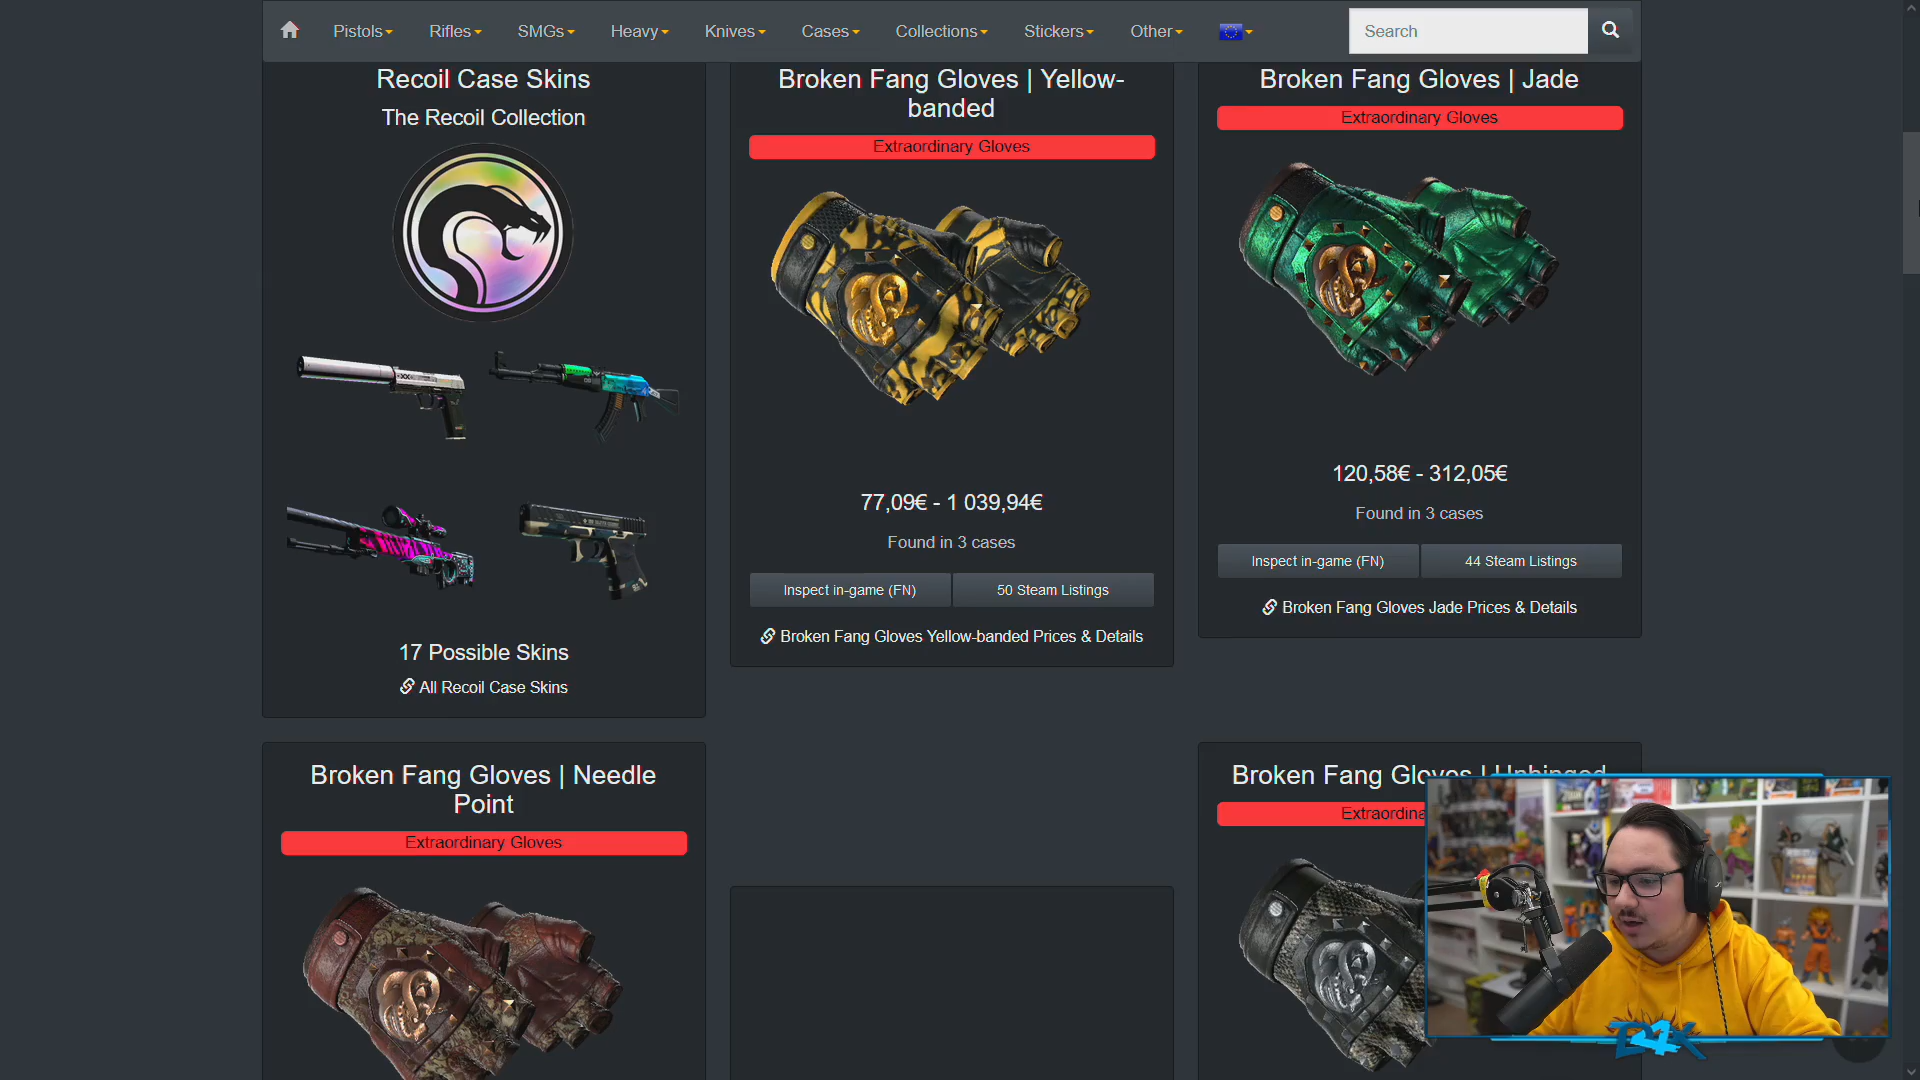 Pistols
Rifles
SMGs
Heavy
Knives
Cases
Collections
Stickers
Other
Search
Recoil Case Skins
The Recoil Collection
17 Possible Skins
All Recoil Case Skins
Broken Fang Gloves | Yellow-
banded
Extraordinary Gloves
77,09€ - 1 039,94€
Found in 3 cases
Inspect in-game (FN)
50 Steam Listings
Broken Fang Gloves Yellow-banded Prices & Details
Broken Fang Gloves | Jade
Extraordinary Gloves
120,58€ - 312,05€
Found in 3 cases
Inspect in-game (FN)
44 Steam Listings
Broken Fang Gloves Jade Prices & Details
Broken Fang Gloves | Needle
Point
Extraordinary Gloves
Broken Fang Gloves | Unhinged